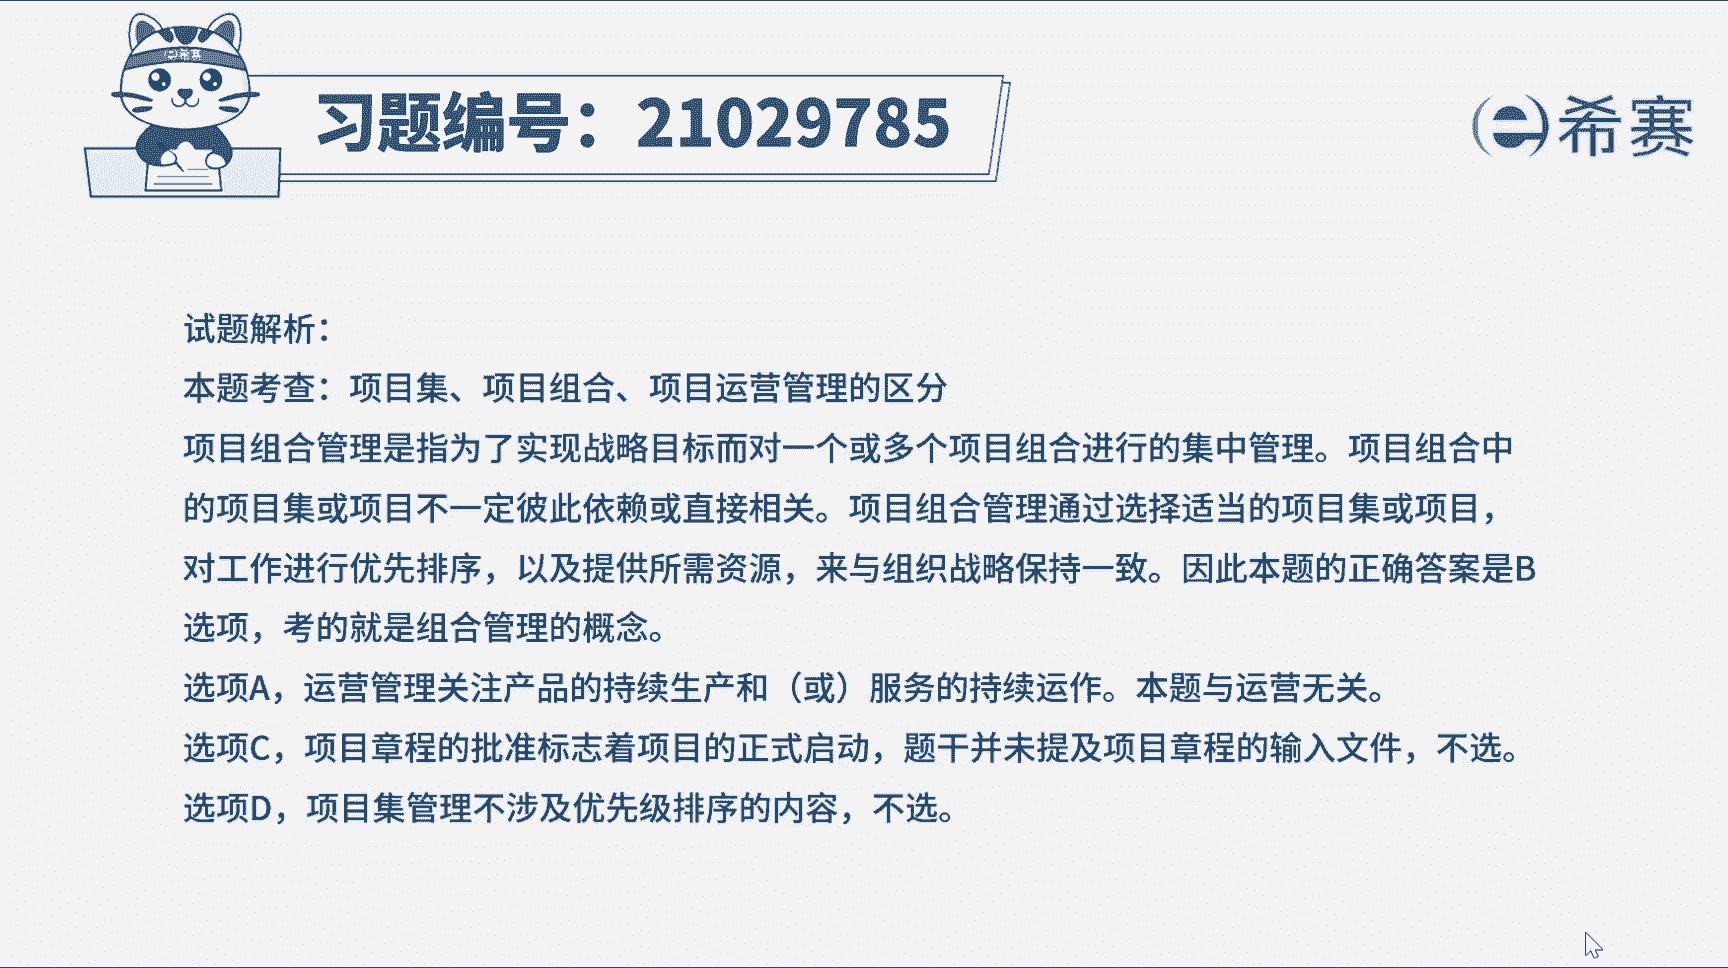 希赛
习题编号：21029785
希赛
试题解析：
本题考查：项目集、项目组合、项目运营管理的区分
项目组合管理是指为了实现战略目标而对一个或多个项目组合进行的集中管理。项目组合中
的项目集或项目不一定彼此依赖或直接相关。项目组合管理通过选择适当的项目集或项目，
对工作进行优先排序，以及提供所需资源，来与组织战略保持一致。因此本题的正确答案是B
选项，考的就是组合管理的概念。
选项A，运营管理关注产品的持续生产和（或）服务的持续运作。本题与运营无关。
选项C，项目章程的批准标志着项目的正式启动，题干并未提及项目章程的输入文件，不选。
选项D，项目集管理不涉及优先级排序的内容，不选。